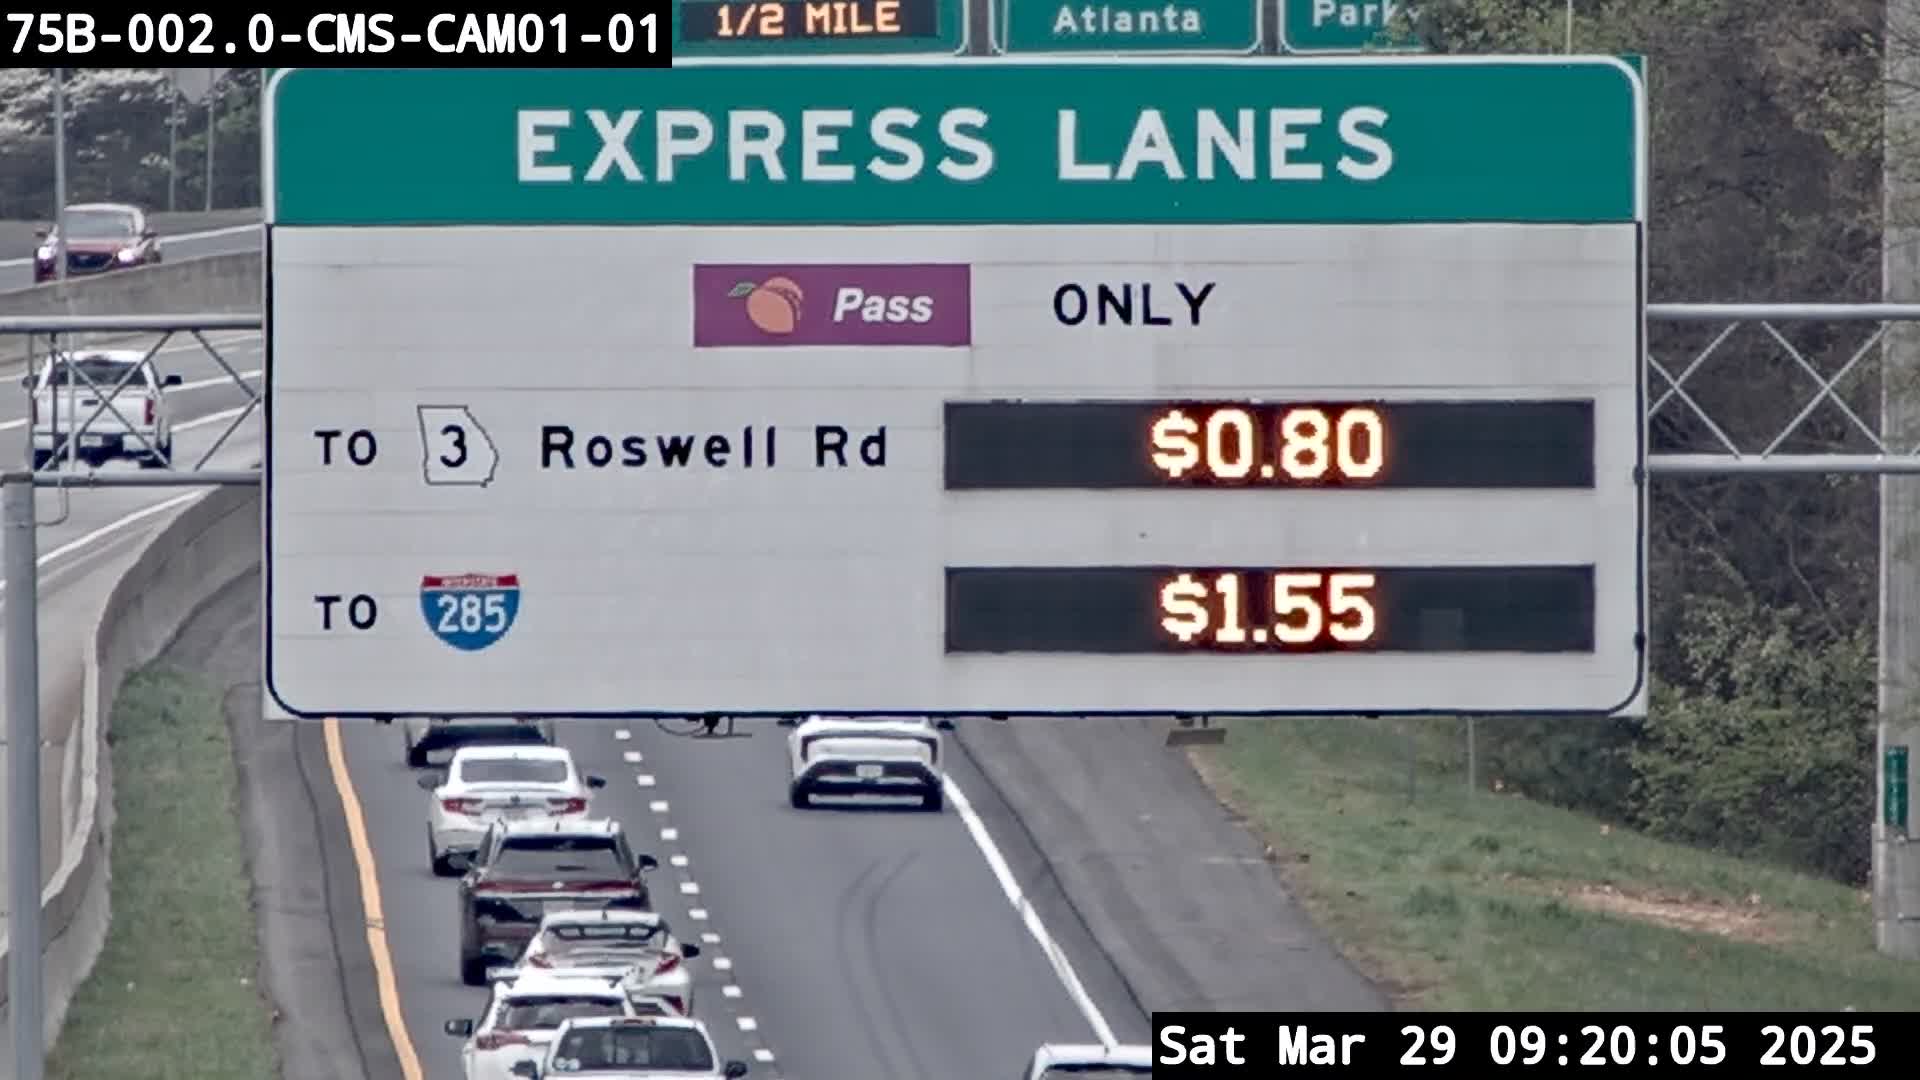 75B-002.0-CMS-CAM01-01
1/2 MILE
Atlanta
EXPRESS LANES
Pass ONLY
TO 3 Roswell Rd $0.80
TO INTERSTATE 285 $1.55
Sat Mar 29 09:20:05 2025